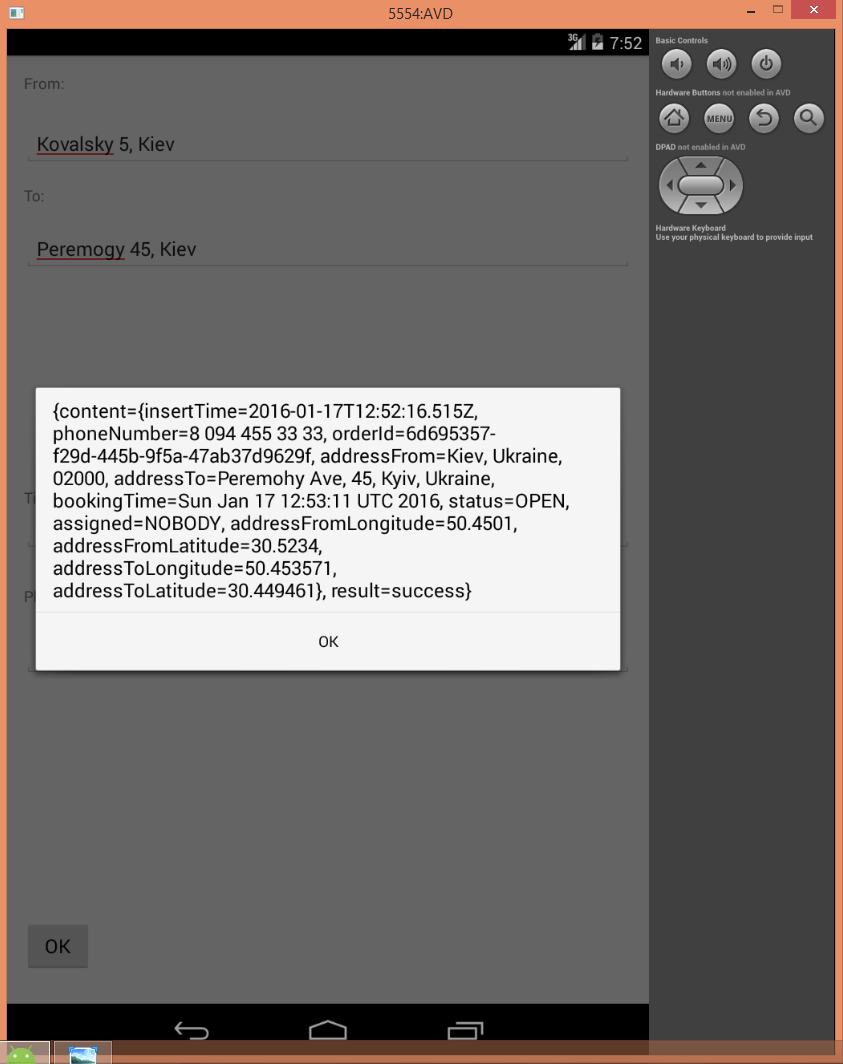 5554:AVD
3G 7:52
From:
Kovalsky 5, Kiev
To:
Peremogy 45, Kiev
{content={insertTime=2016-01-17T12:52:16.515Z,
phoneNumber=8 094 455 33 33, orderId=6d695357-
f29d-445b-9f5a-47ab37d9629f, addressFrom=Kiev, Ukraine,
02000, addressTo=Peremohy Ave, 45, Kyiv, Ukraine,
bookingTime=Sun Jan 17 12:53:11 UTC 2016, status=OPEN,
assigned=NOBODY, addressFromLongitude=50.4501,
addressFromLatitude=30.5234,
addressToLongitude=50.453571,
addressToLatitude=30.449461}, result=success}
OK
OK
Basic Controls
Hardware Buttons not enabled in AVD
MENU
DPAD not enabled in AVD
Hardware Keyboard
Use your physical keyboard to provide input